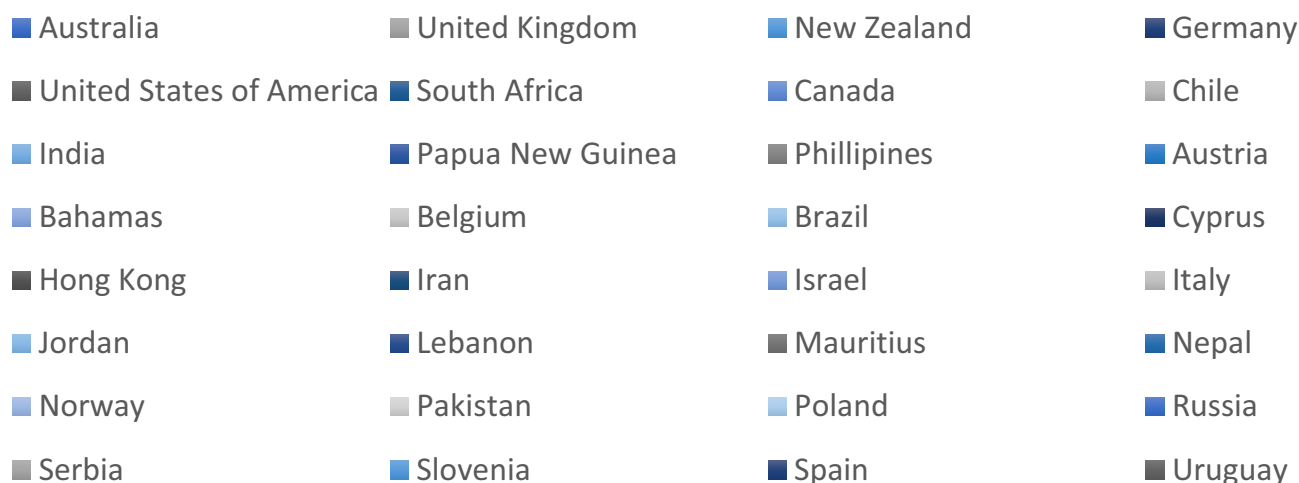 Australia United Kingdom New Zealand Germany
United States of America South Africa Canada Chile
India Papua New Guinea Phillipines Austria
Bahamas Belgium Brazil Cyprus
Hong Kong Iran Israel Italy
Jordan Lebanon Mauritius Nepal
Norway Pakistan Poland Russia
Serbia Slovenia Spain Uruguay